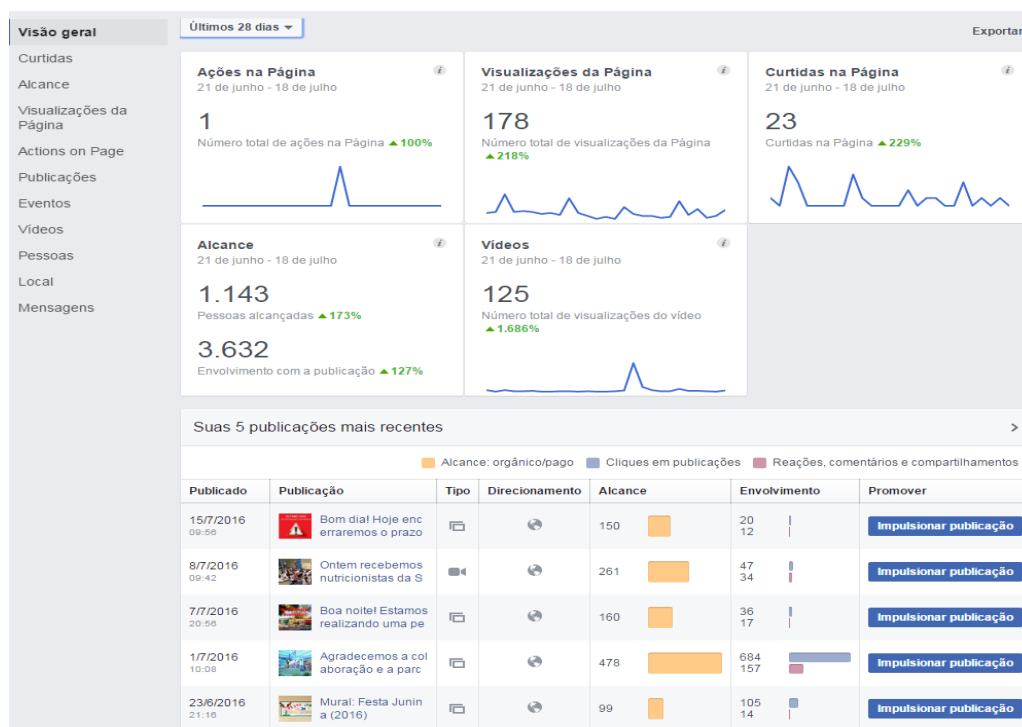 Visão geral
Curtidas
Alcance
Visualizações da
Página
Actions on Page
Publicações
Eventos
Vídeos
Pessoas
Local
Mensagens
Últimos 28 dias
Exportar
Ações na Página
21 de junho - 18 de julho
1
Número total de ações na Página 100%
Visualizações da Página
21 de junho - 18 de julho
178
Número total de visualizações da Página
218%
Curtidas na Página
21 de junho - 18 de julho
23
Curtidas na Página 229%
Alcance
21 de junho - 18 de julho
1.143
Pessoas alcançadas 173%
3.632
Envolvimento com a publicação 127%
Vídeos
21 de junho - 18 de julho
125
Número total de visualizações do vídeo
1.686%
Suas 5 publicações mais recentes
Alcance: orgânico/pago Cliques em publicações Reações, comentários e compartilhamentos
Publicado Publicação Tipo Direcionamento Alcance Envolvimento Promover
15/7/2016
09:56
Bom dia! Hoje enc
erraremos o prazo
150
20
12
Impulsionar publicação
8/7/2016
09:42
Ontem recebemos
nutricionistas da S
261
47
34
Impulsionar publicação
7/7/2016
20:56
Boa noite! Estamos
realizando uma pe
160
36
17
Impulsionar publicação
1/7/2016
10:08
Agradecemos a col
aboração e a parc
478
684
157
Impulsionar publicação
23/6/2016
21:16
Mural: Festa Junin
a (2016)
99
105
14
Impulsionar publicação